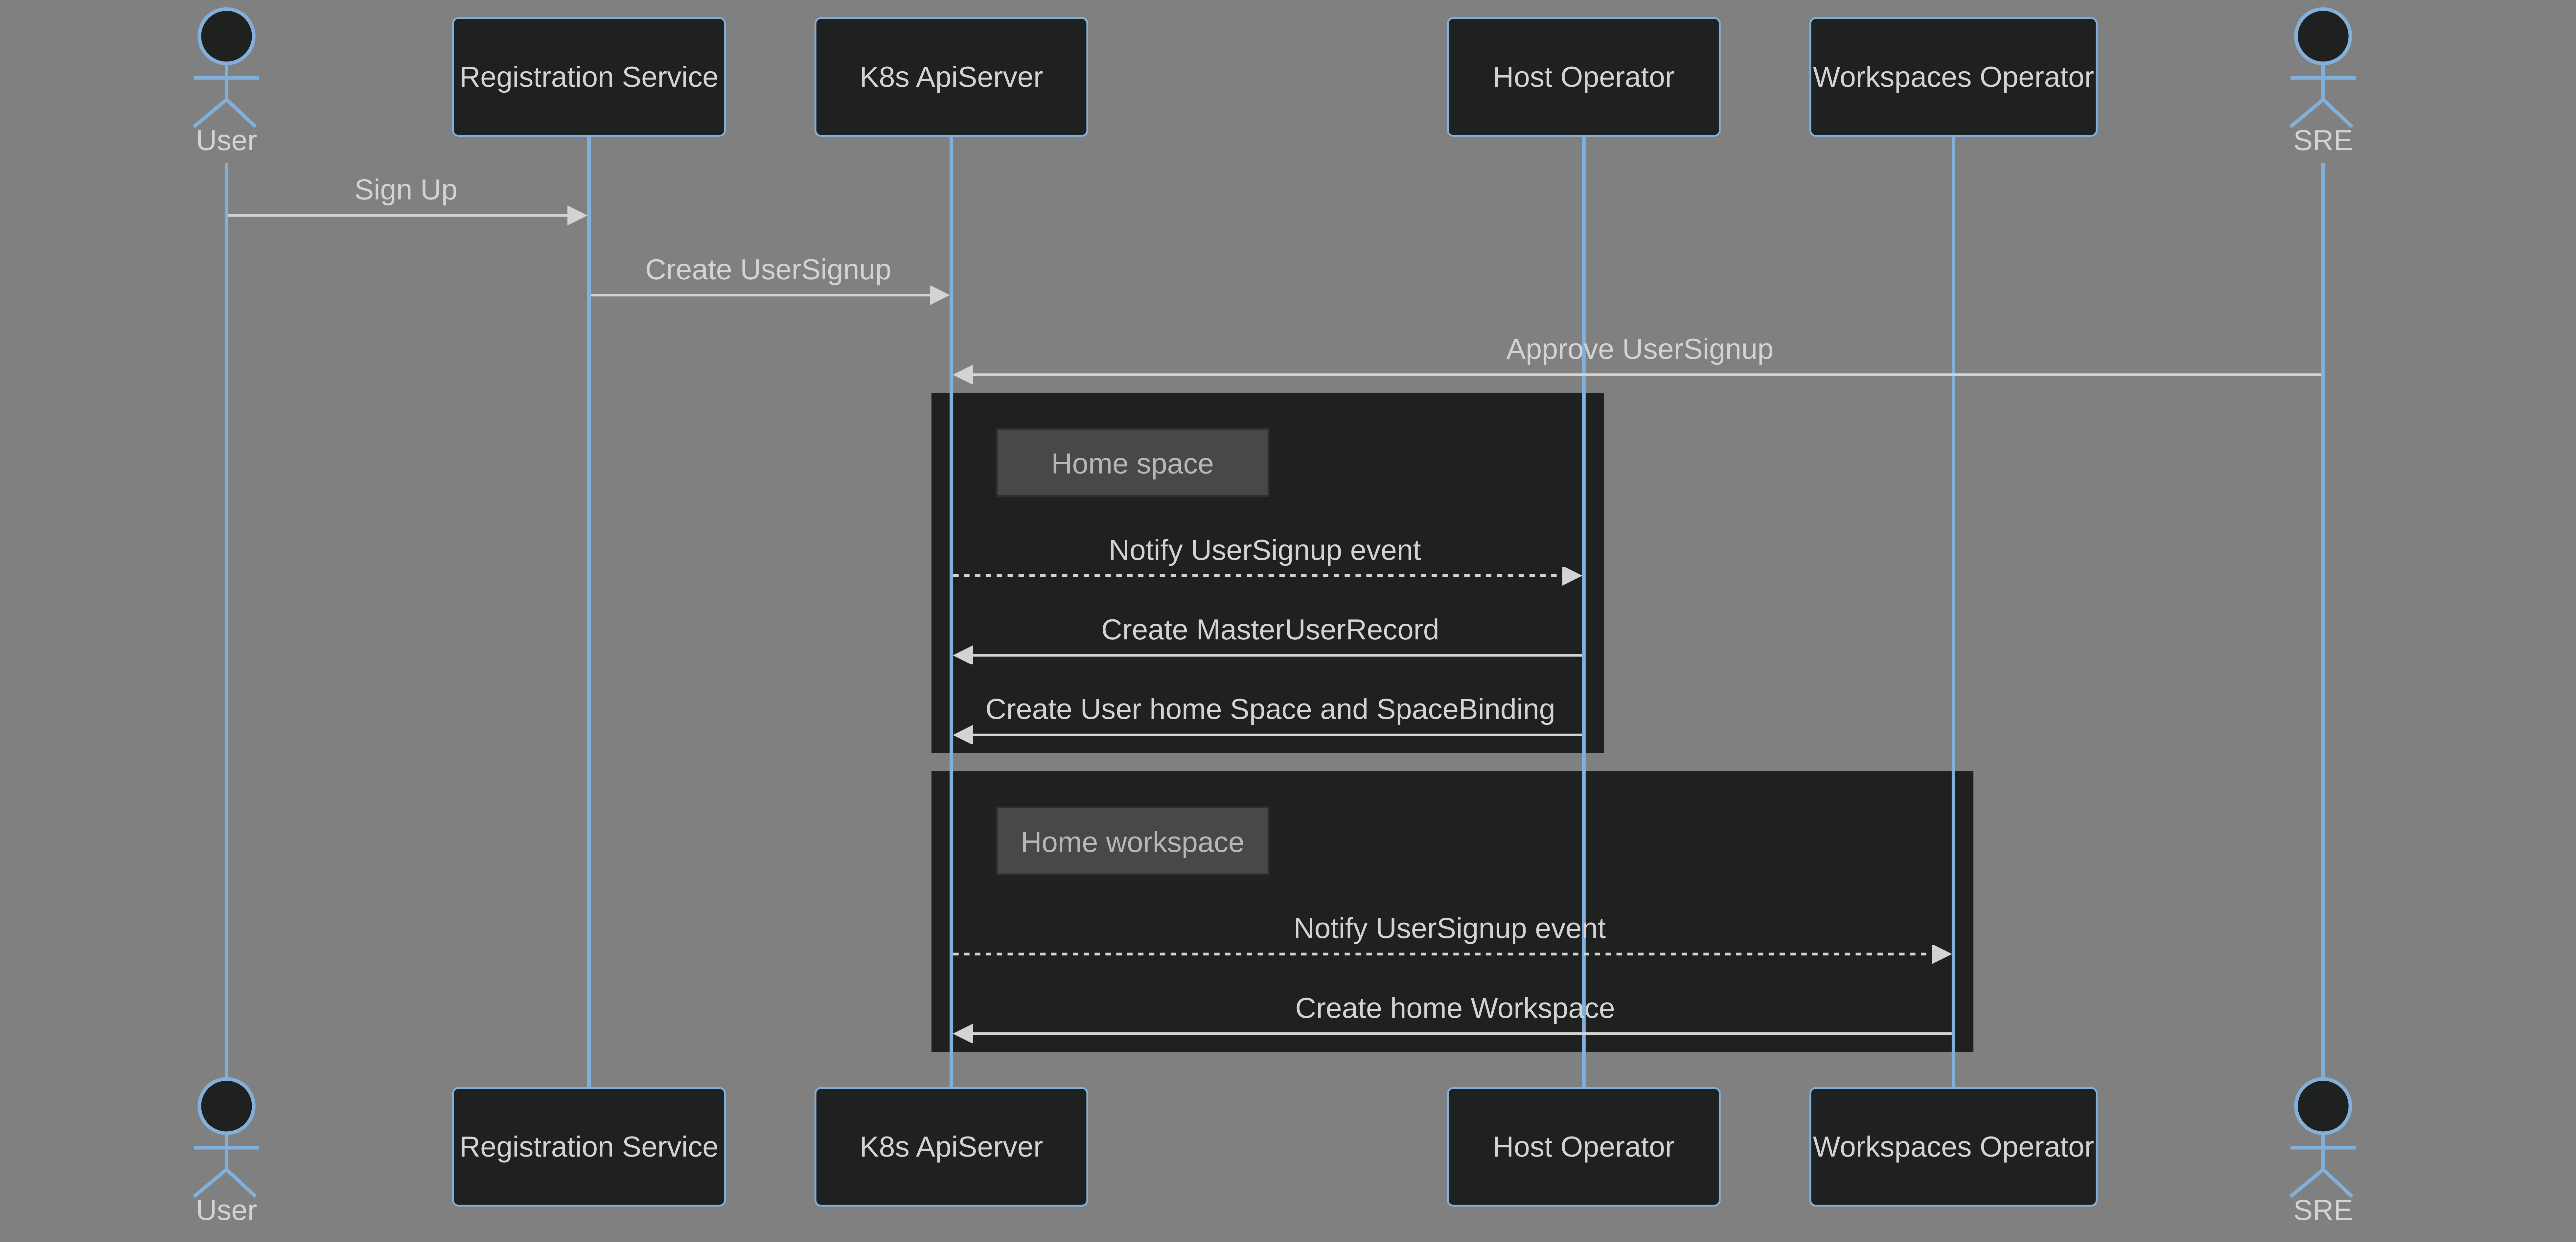 User
Registration Service
K8s ApiServer
Host Operator
Workspaces Operator
SRE
Sign Up
Create UserSignup
Approve UserSignup
Home space
Notify UserSignup event
Create MasterUserRecord
Create User home Space and SpaceBinding
Home workspace
Notify UserSignup event
Create home Workspace
User
Registration Service
K8s ApiServer
Host Operator
Workspaces Operator
SRE